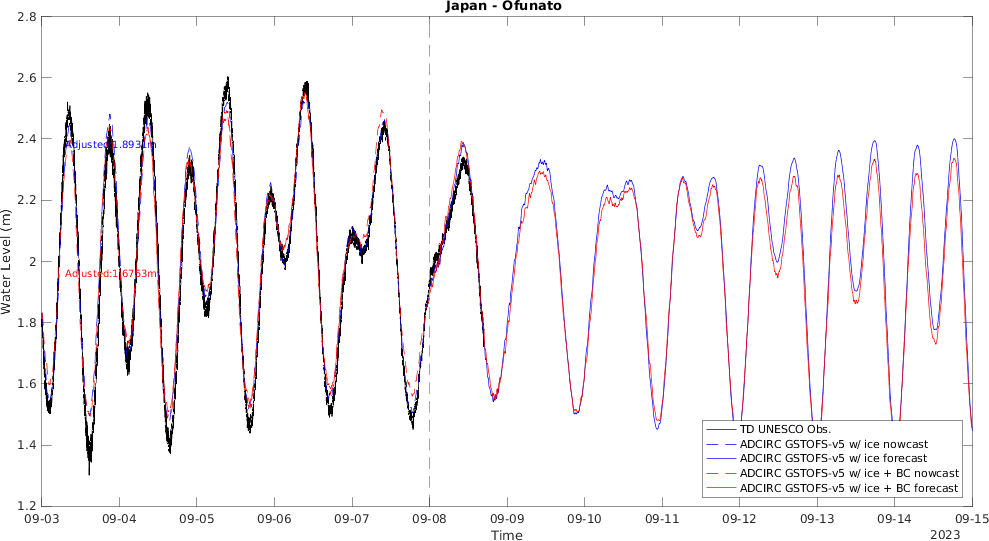 Japan - Ofunato
2.8
2.6
2.4
2.2
2
1.8
1.6
1.4
1.2
Water Level (m)
Adjusted:1.8931m
Adjusted:1.6763m
TD UNESCO Obs.
ADCIRC GSTOFS-v5 w/ ice nowcast
ADCIRC GSTOFS-v5 w/ ice forecast
ADCIRC GSTOFS-v5 w/ ice + BC nowcast
ADCIRC GSTOFS-v5 w/ ice + BC forecast
09-03 09-04 09-05 09-06 09-07 09-08 09-09 09-10 09-11 09-12 09-13 09-14 09-15
Time
2023